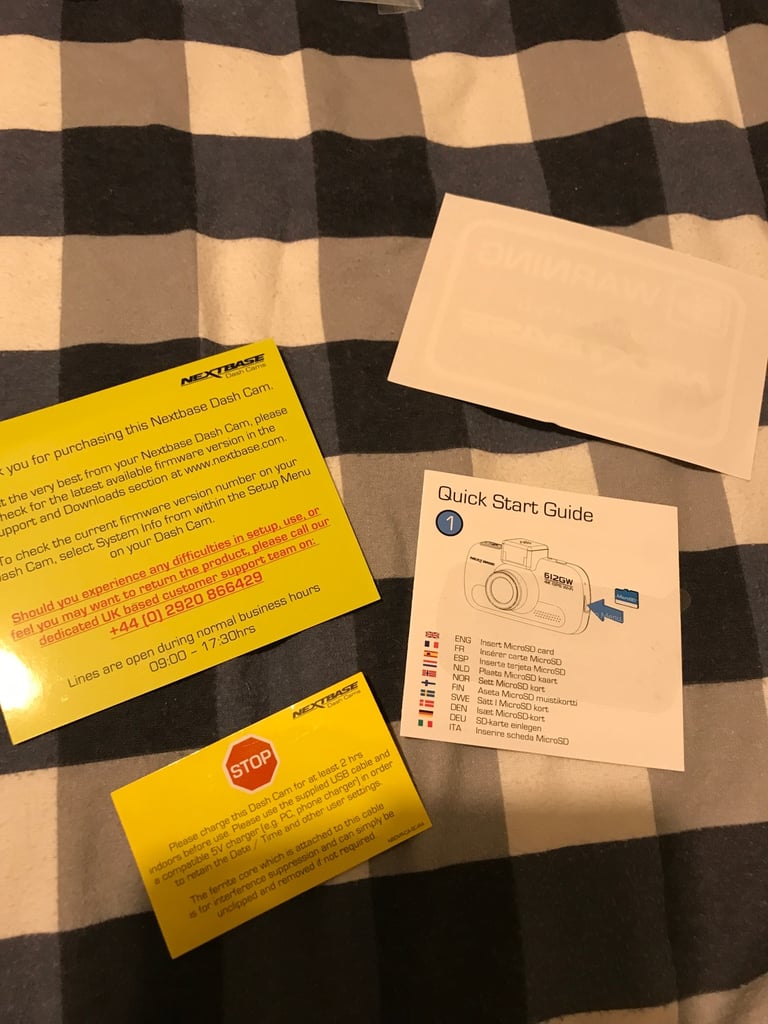 NEXTBASE
Dash Cams
k you for purchasing this Nextbase Dash Cam.
t the very best from your Nextbase Dash Cam, please
heck for the latest available firmware version in the
upport and Downloads section at www.nextbase.com.
To check the current firmware version number on your
ash Cam, select System Info from within the Setup Menu
on your Dash Cam.
Should you experience any difficulties in setup, use, or
feel you may want to return the product, please call our
dedicated UK based customer support team on:
+44 (0) 2920 866429
Lines are open during normal business hours
09:00 - 17:30hrs
WARNING
Quick Start Guide
1
NEXTBASE
612GW
MicroSD
ENG Insert MicroSD card
FR Insérer carte MicroSD
ESP Inserte tarjeta MicroSD
NLD Plaats MicroSD kaart
NOR Sett MicroSD kort
FIN Aseta MicroSD muistikortti
SWE Sätt I MicroSD kort
DEN Isæt MicroSD-kort
DEU SD-karte einlegen
ITA Inserire scheda MicroSD
NEXTBASE
Dash Cams
STOP
Please charge this Dash Cam for at least 2 hrs
indoors before use. Please use the supplied USB cable and
a compatible 5V charger (e.g. PC, phone charger) in order
to retain the Date / Time and other user settings.
The ferrite core which is attached to this cable
is for interference suppression and can simply be
unclipped and removed if not required.